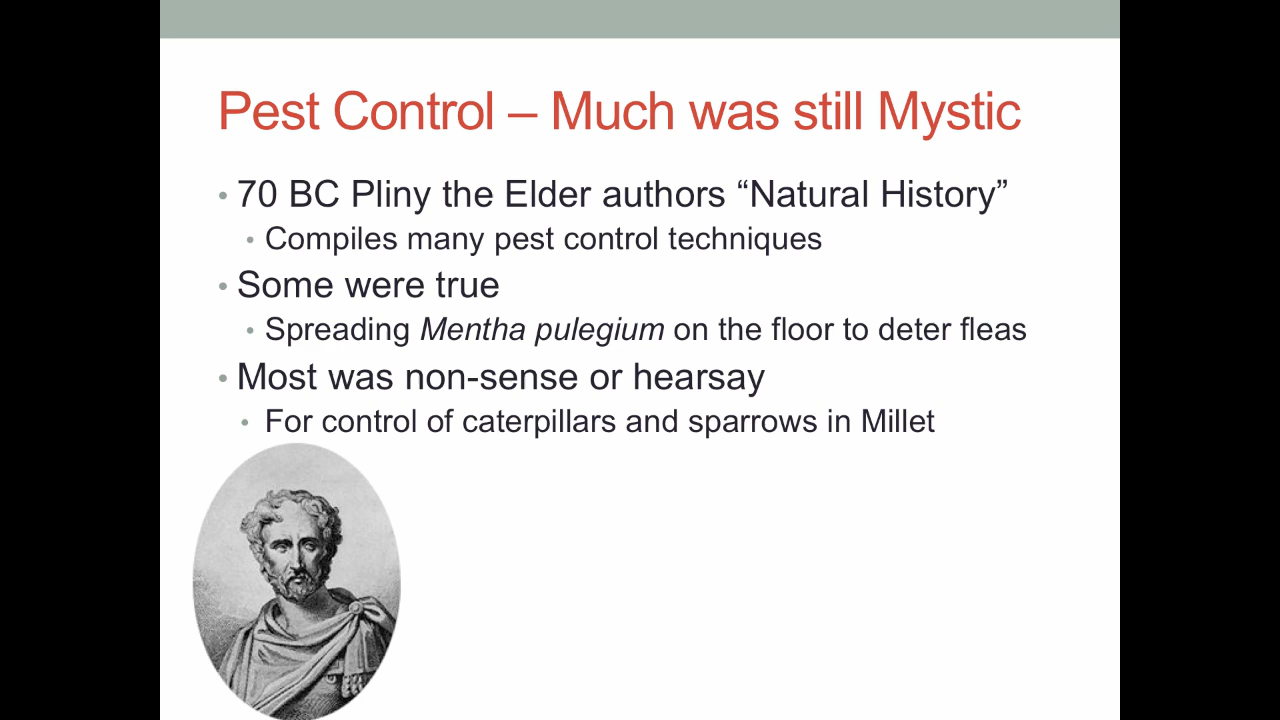 Pest Control – Much was still Mystic
• 70 BC Pliny the Elder authors “Natural History”
• Compiles many pest control techniques
• Some were true
• Spreading Mentha pulegium on the floor to deter fleas
• Most was non-sense or hearsay
• For control of caterpillars and sparrows in Millet